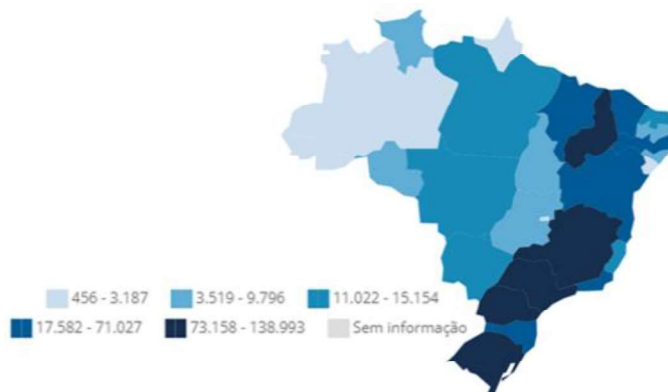 456 - 3.187 3.519 - 9.796 11.022 - 15.154
17.582 - 71.027 73.158 - 138.993 Sem informação